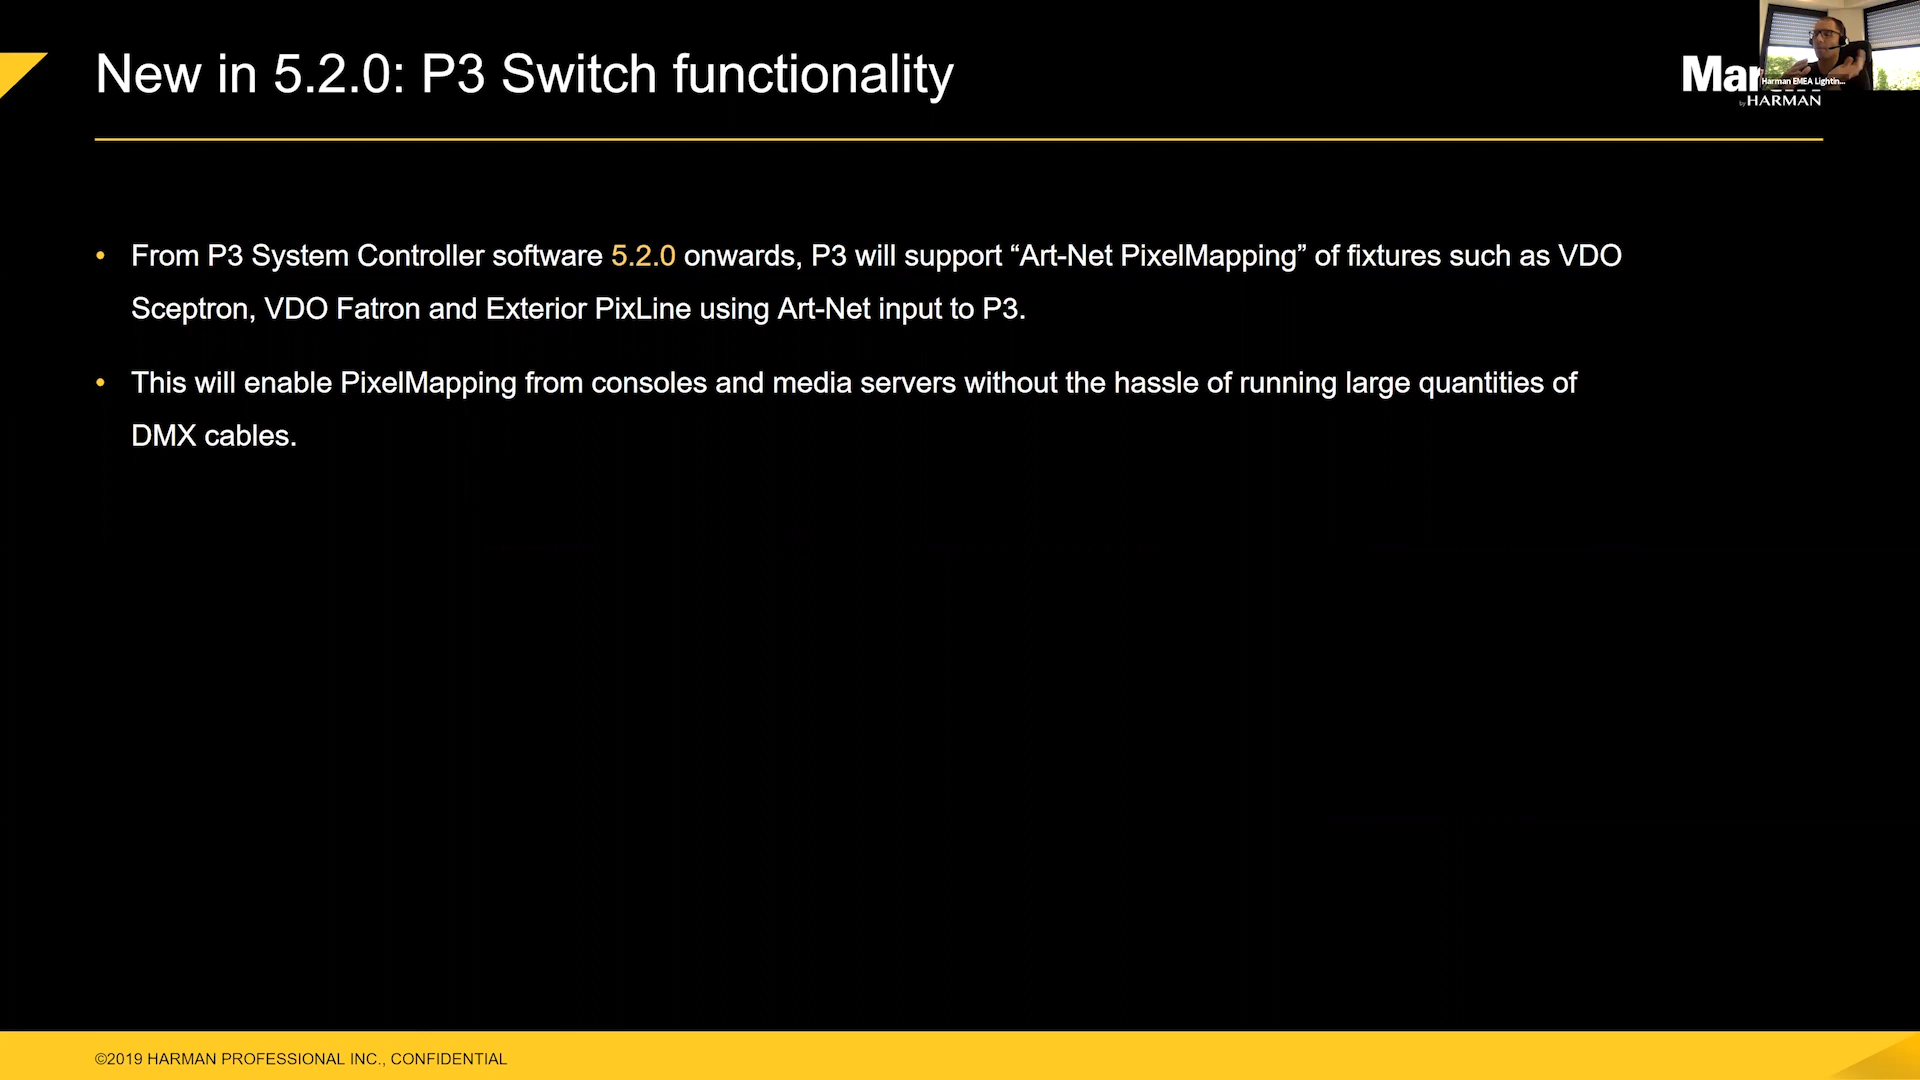 New in 5.2.0: P3 Switch functionality
Mar
by HARMAN
Harman EMEA Lightin...
• From P3 System Controller software 5.2.0 onwards, P3 will support “Art-Net PixelMapping” of fixtures such as VDO
Sceptron, VDO Fatron and Exterior PixLine using Art-Net input to P3.
• This will enable PixelMapping from consoles and media servers without the hassle of running large quantities of
DMX cables.
©2019 HARMAN PROFESSIONAL INC., CONFIDENTIAL